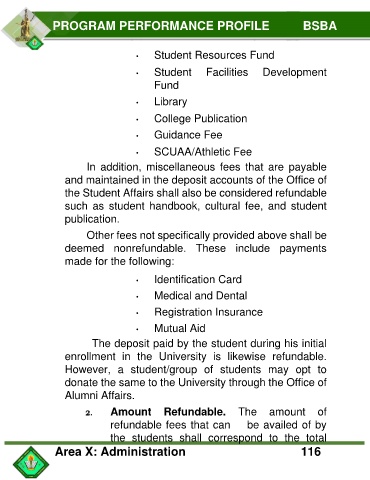 PROGRAM PERFORMANCE PROFILE BSBA
· Student Resources Fund
· Student Facilities Development
Fund
· Library
· College Publication
· Guidance Fee
· SCUAA/Athletic Fee
In addition, miscellaneous fees that are payable
and maintained in the deposit accounts of the Office of
the Student Affairs shall also be considered refundable
such as student handbook, cultural fee, and student
publication.
Other fees not specifically provided above shall be
deemed nonrefundable. These include payments
made for the following:
· Identification Card
· Medical and Dental
· Registration Insurance
· Mutual Aid
The deposit paid by the student during his initial
enrollment in the University is likewise refundable.
However, a student/group of students may opt to
donate the same to the University through the Office of
Alumni Affairs.
2. Amount Refundable. The amount of
refundable fees that can be availed of by
the students shall correspond to the total
Area X: Administration 116